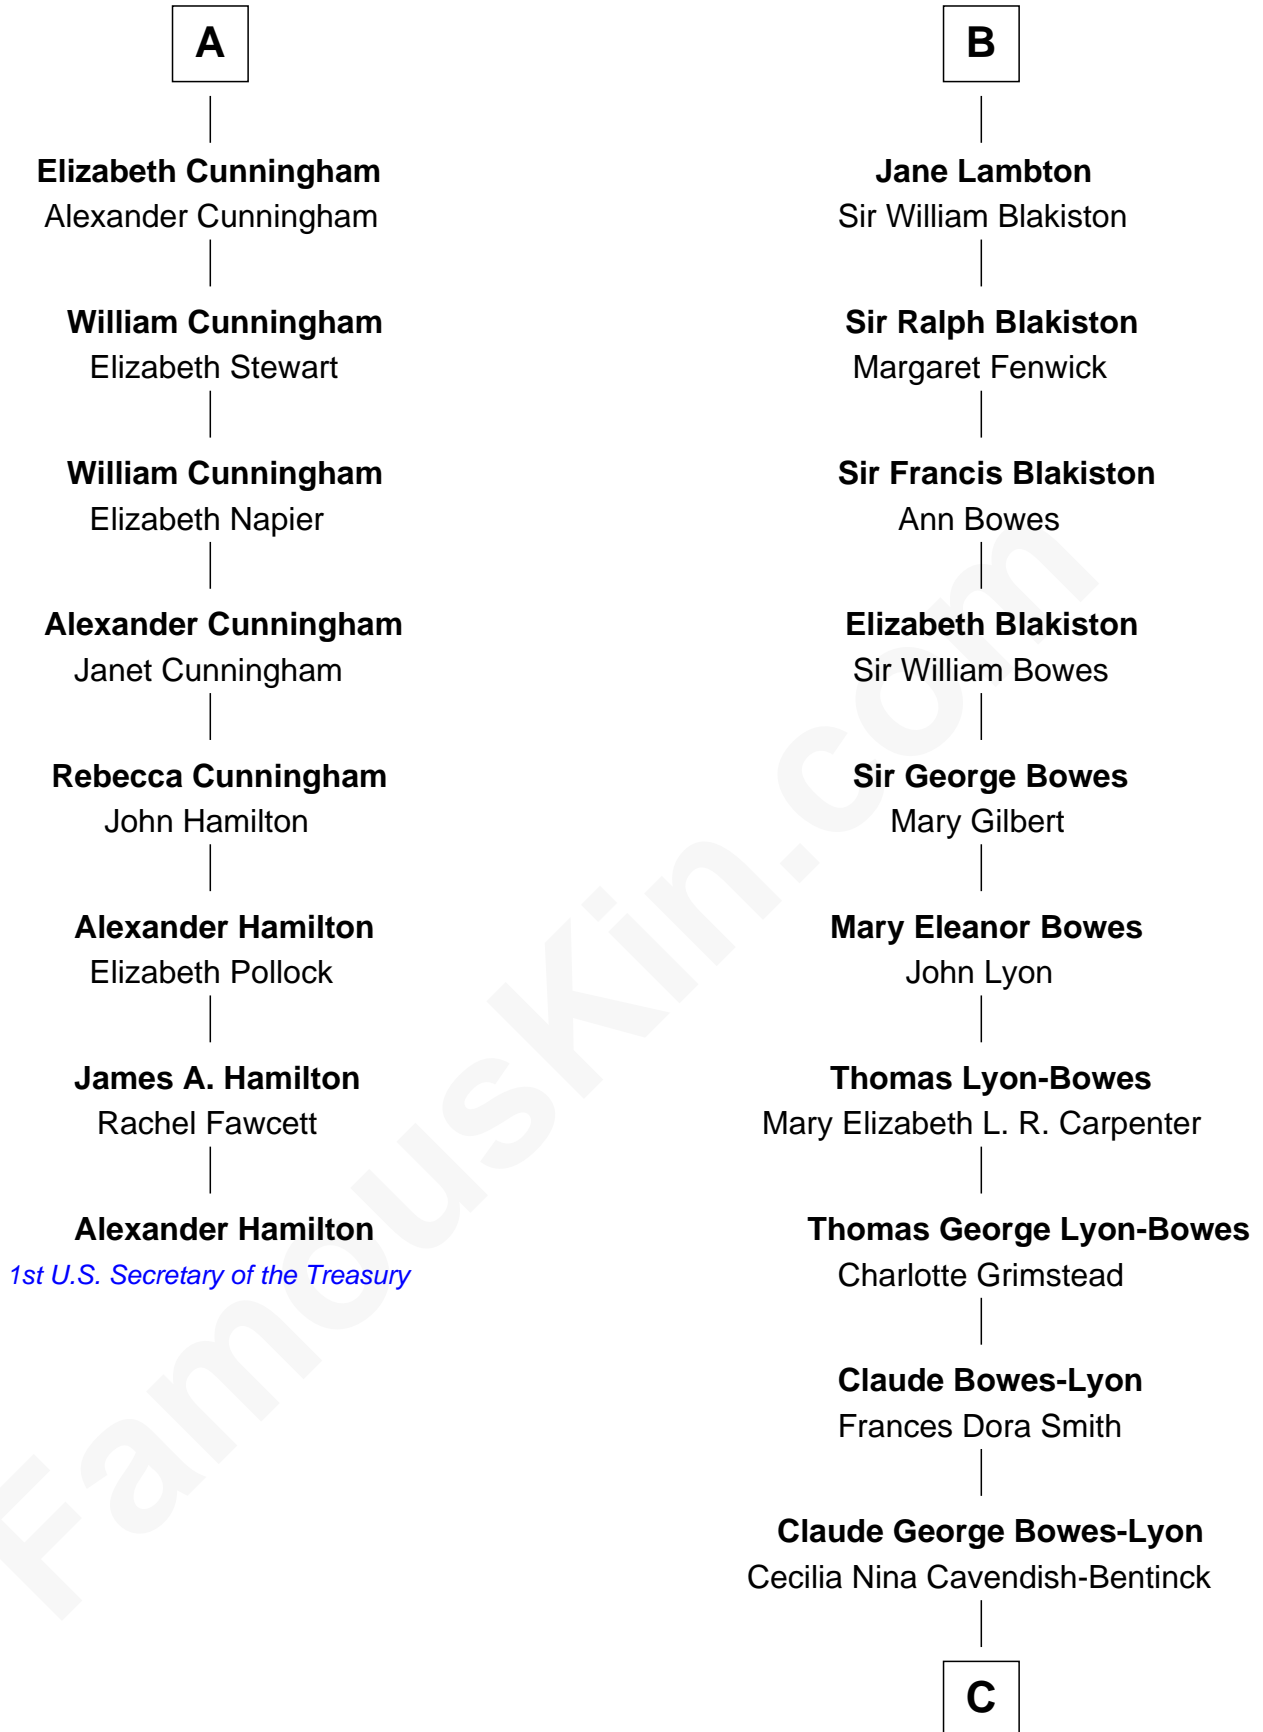 A
Elizabeth Cunningham
Alexander Cunningham
William Cunningham
Elizabeth Stewart
William Cunningham
Elizabeth Napier
Alexander Cunningham
Janet Cunningham
Rebecca Cunningham
John Hamilton
Alexander Hamilton
Elizabeth Pollock
James A. Hamilton
Rachel Fawcett
Alexander Hamilton
1st U.S. Secretary of the Treasury
B
Jane Lambton
Sir William Blakiston
Sir Ralph Blakiston
Margaret Fenwick
Sir Francis Blakiston
Ann Bowes
Elizabeth Blakiston
Sir William Bowes
Sir George Bowes
Mary Gilbert
Mary Eleanor Bowes
John Lyon
Thomas Lyon-Bowes
Mary Elizabeth L. R. Carpenter
Thomas George Lyon-Bowes
Charlotte Grimstead
Claude Bowes-Lyon
Frances Dora Smith
Claude George Bowes-Lyon
Cecilia Nina Cavendish-Bentinck
C
FamousKin.com